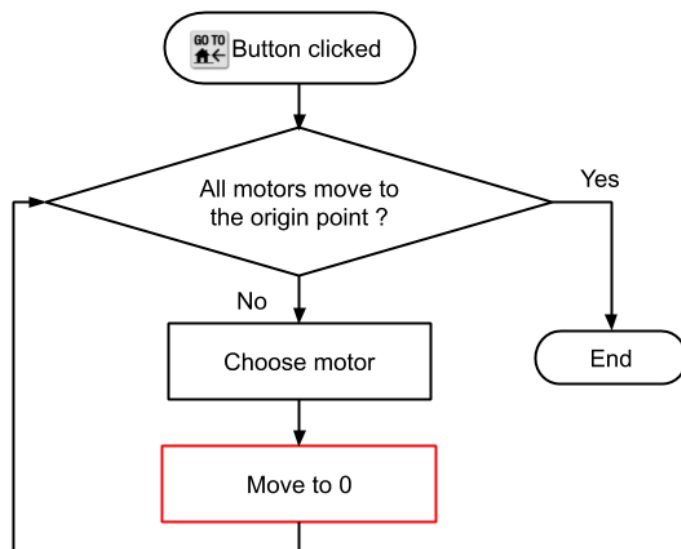 GO TO
Button clicked
All motors move to
the origin point ?
Yes
No
Choose motor
End
Move to 0